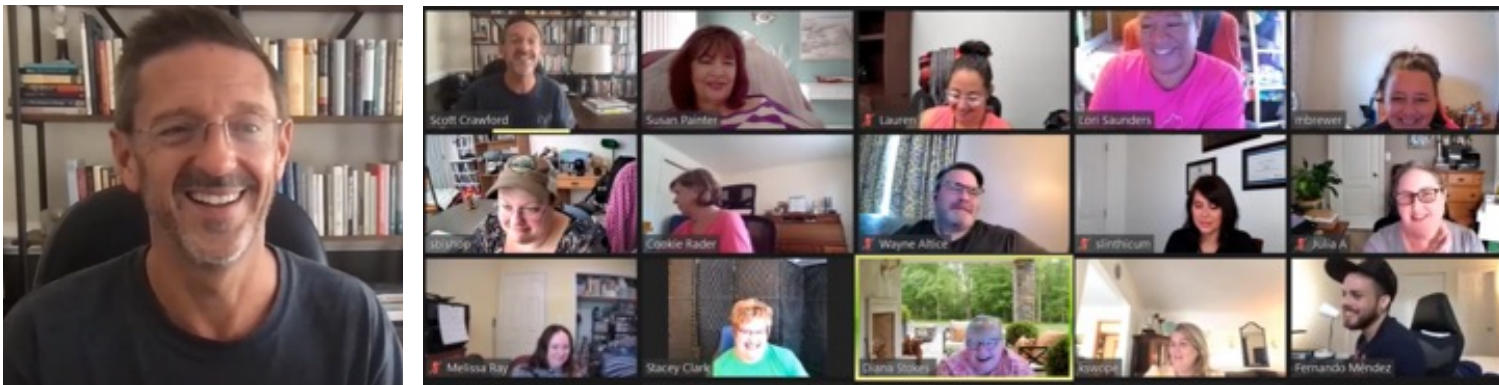 Scott Crawford
Susan Painter
Lauren
Lori Saunders
mbrewer
sbishop
Cookie Rader
Wayne Altice
slinthicum
Julia A
Melissa Ray
Stacey Clark
Diana Stokes
kswope
Fernando Méndez